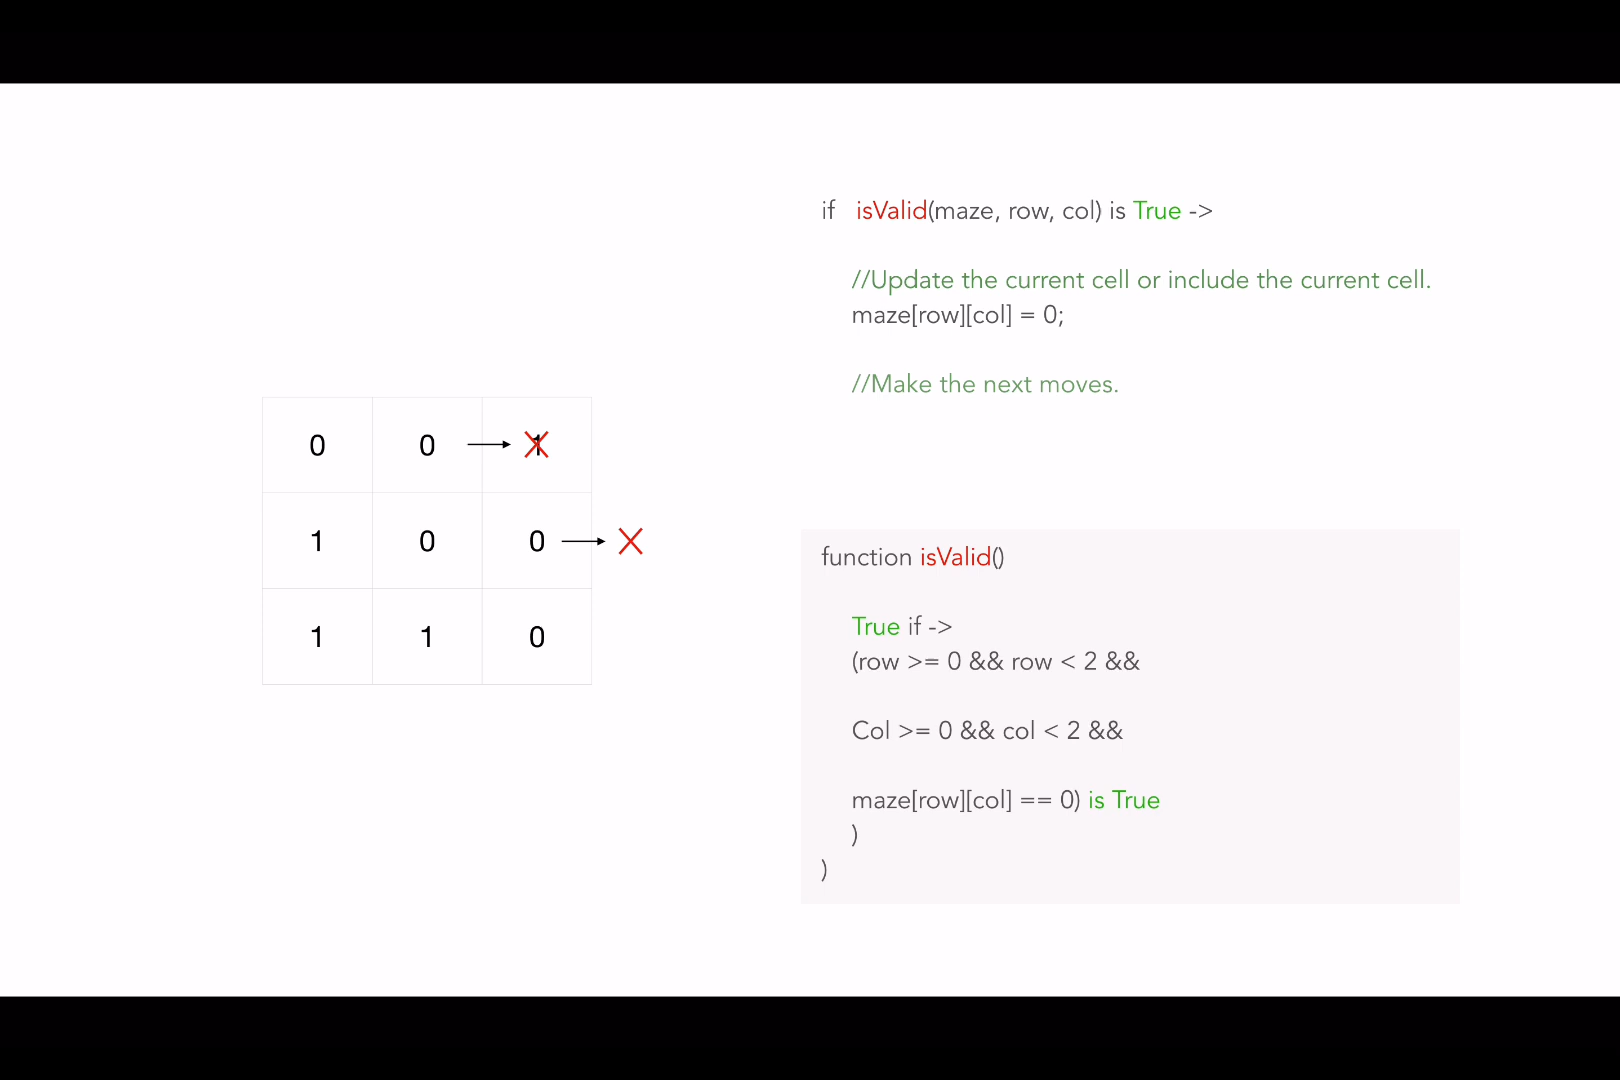 if isValid(maze, row, col) is True ->
//Update the current cell or include the current cell.
maze[row][col] = 0;
//Make the next moves.
0 0 1
1 0 0
1 1 0
function isValid()
True if ->
(row >= 0 && row < 2 &&
Col >= 0 && col < 2 &&
maze[row][col] == 0) is True
)
)